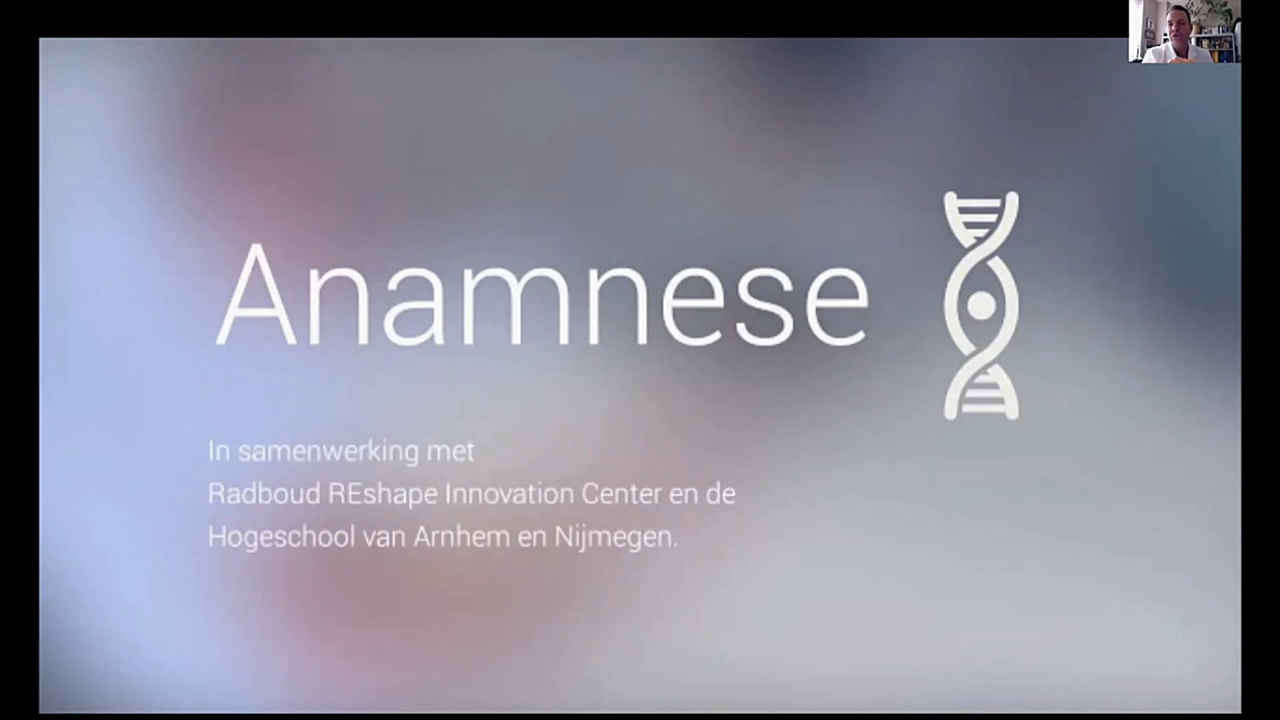 Anamnese
In samenwerking met
Radboud REshape Innovation Center en de
Hogeschool van Arnhem en Nijmegen.